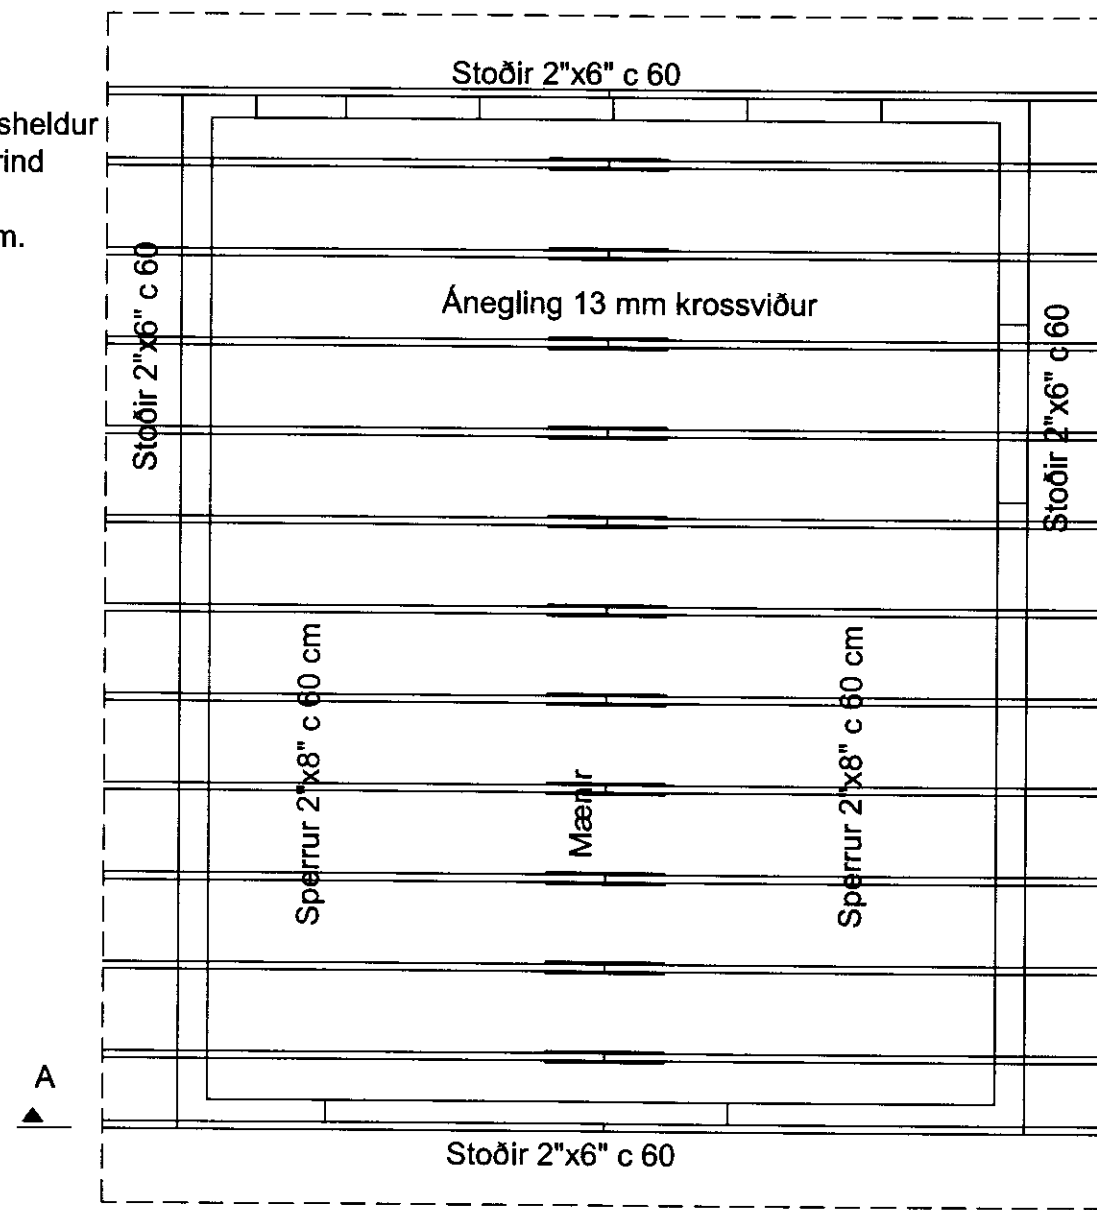 Stoðir 2"x6" c 60
sheldur
rind
m.
Stoðir 2"x6" c 60
Ánegling 13 mm krossviður
Stoðir 2"x6" c 60
Sperrur 2"x8" c 60 cm
Mænir
Sperrur 2"x8" c 60 cm
A
Stoðir 2"x6" c 60